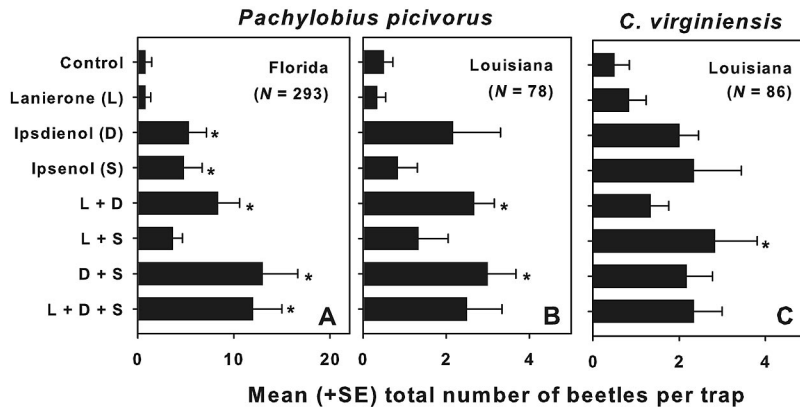 Pachylobius picivorus
C. virginiensis
Control
Lanierone (L)
Ipsdienol (D)
Ipsenol (S)
L + D
L + S
D + S
L + D + S
Florida
(N = 293)
*
*
*
*
*
A
0 10 20
Louisiana
(N = 78)
*
*
B
0 2 4
Louisiana
(N = 86)
*
C
0 2 4
Mean (+SE) total number of beetles per trap